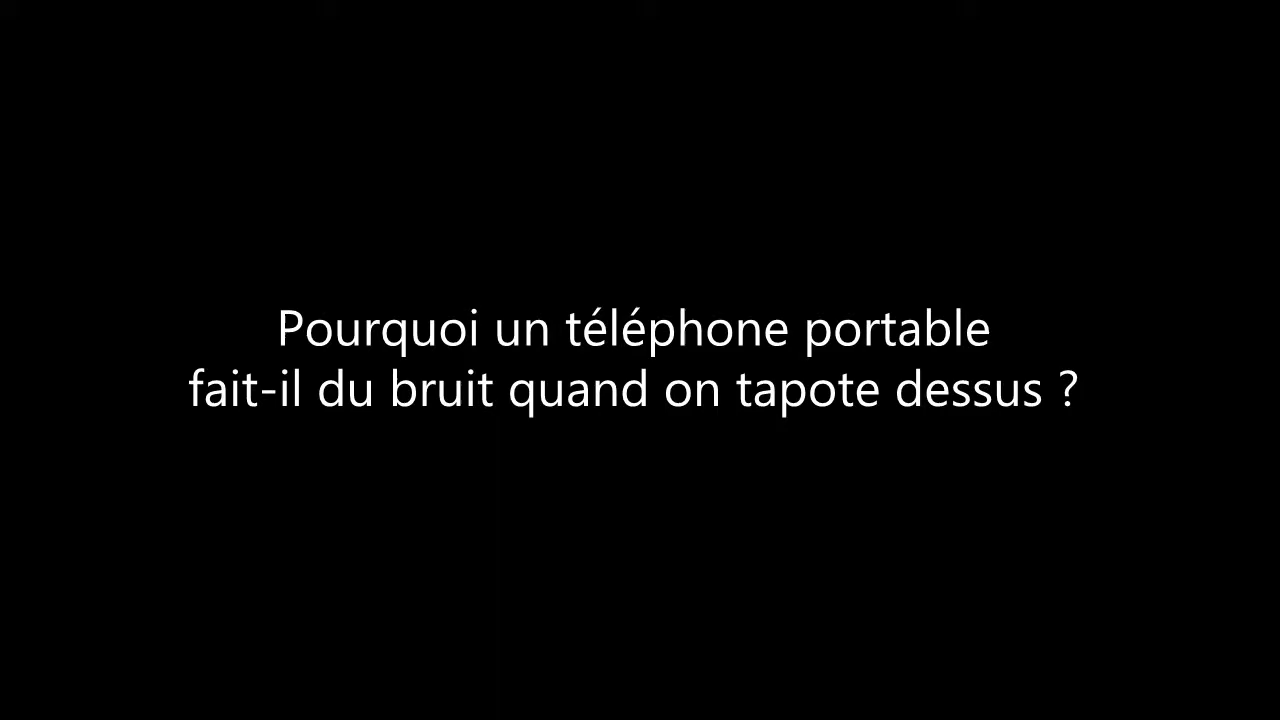 Pourquoi un téléphone portable
fait-il du bruit quand on tapote dessus ?